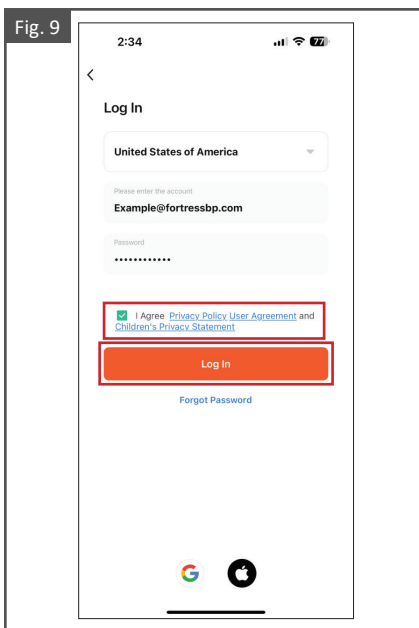 Fig. 9
2:34
77
Log In
United States of America
Please enter the account
Example@fortressbp.com
Password
••••••••••••
I Agree Privacy Policy User Agreement and
Children's Privacy Statement
Log In
Forgot Password
G